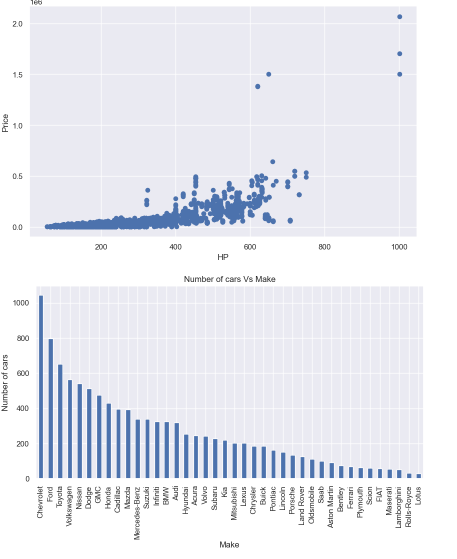 1e6
2.0
1.5
1.0
0.5
0.0
Price
200 400 600 800 1000
HP
Number of cars Vs Make
1000
800
600
400
200
0
Number of cars
Chevrolet
Ford
Toyota
Volkswagen
Nissan
Dodge
GMC
Honda
Cadillac
Mazda
Mercedes-Benz
Suzuki
Infiniti
BMW
Audi
Hyundai
Acura
Volvo
Subaru
Kia
Mitsubishi
Lexus
Chrysler
Buick
Pontiac
Lincoln
Porsche
Land Rover
Oldsmobile
Saab
Aston Martin
Bentley
Ferrari
Plymouth
Scion
FIAT
Maserati
Lamborghini
Rolls-Royce
Lotus
Make